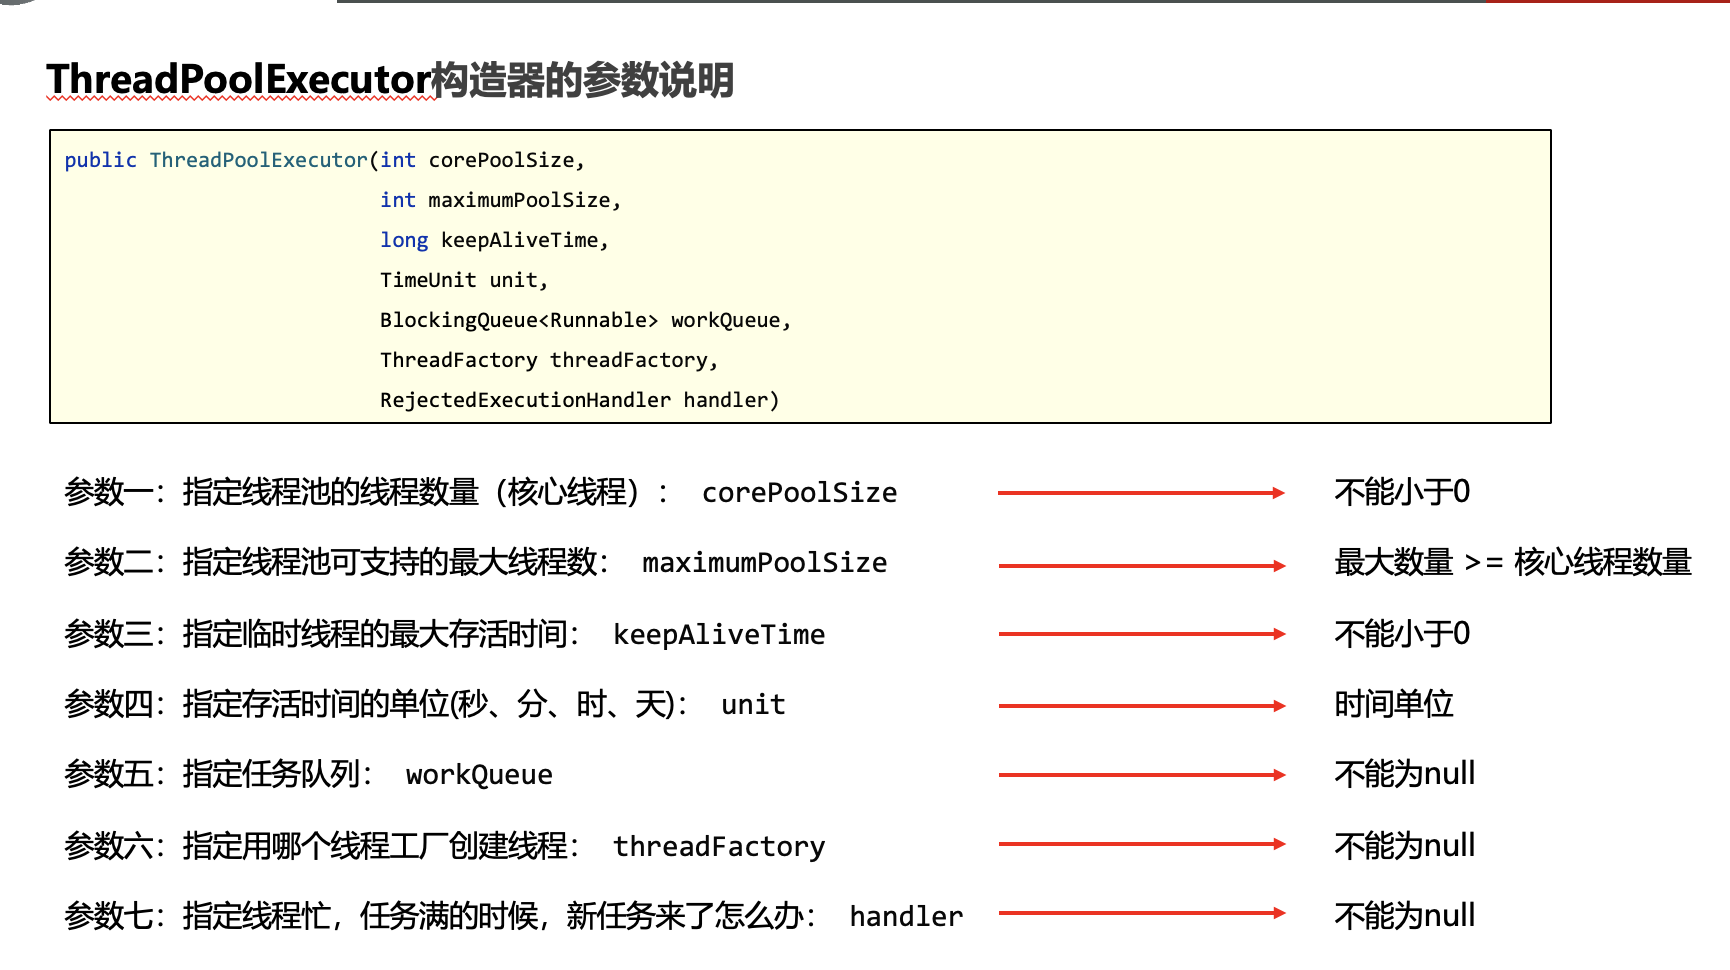 ThreadPoolExecutor构造器的参数说明
public ThreadPoolExecutor(int corePoolSize,
int maximumPoolSize,
long keepAliveTime,
TimeUnit unit,
BlockingQueue<Runnable> workQueue,
ThreadFactory threadFactory,
RejectedExecutionHandler handler)
参数一：指定线程池的线程数量（核心线程）： corePoolSize 不能小于0
参数二：指定线程池可支持的最大线程数： maximumPoolSize 最大数量 >= 核心线程数量
参数三：指定临时线程的最大存活时间： keepAliveTime 不能小于0
参数四：指定存活时间的单位(秒、分、时、天)： unit 时间单位
参数五：指定任务队列： workQueue 不能为null
参数六：指定用哪个线程工厂创建线程： threadFactory 不能为null
参数七：指定线程忙，任务满的时候，新任务来了怎么办： handler 不能为null